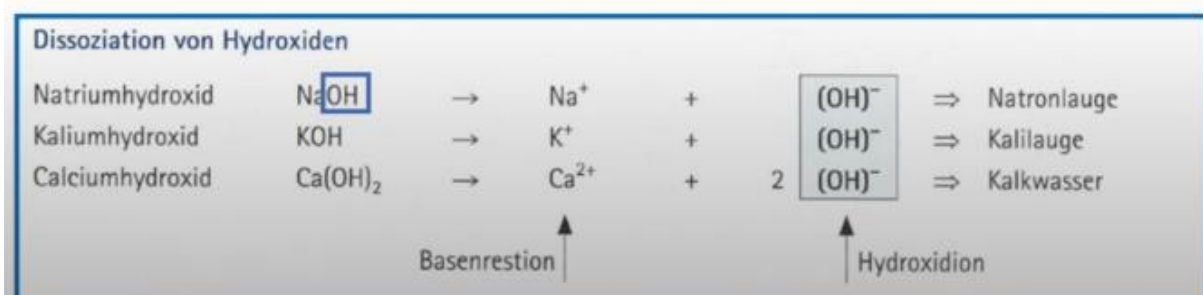 Dissoziation von Hydroxiden
Natriumhydroxid NaOH → Na⁺ + (OH)⁻ ⇒ Natronlauge
Kaliumhydroxid KOH → K⁺ + (OH)⁻ ⇒ Kalilauge
Calciumhydroxid Ca(OH)₂ → Ca²⁺ + 2 (OH)⁻ ⇒ Kalkwasser
Basenrestion Hydroxidion